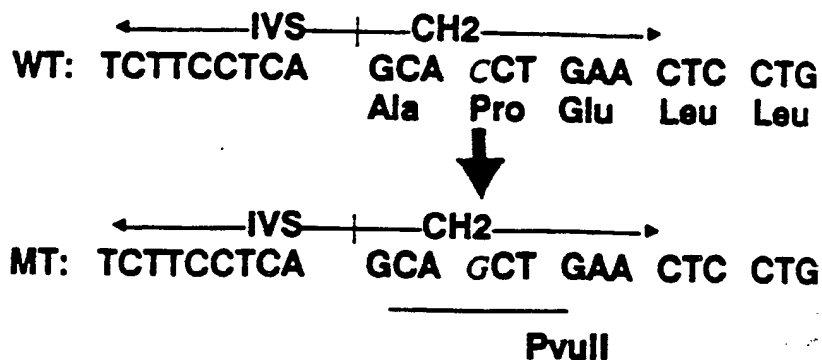 IVS CH2
WT: TCTTCCTCA GCA CCT GAA CTC CTG
Ala Pro Glu Leu Leu
IVS CH2
MT: TCTTCCTCA GCA GCT GAA CTC CTG
PvuII